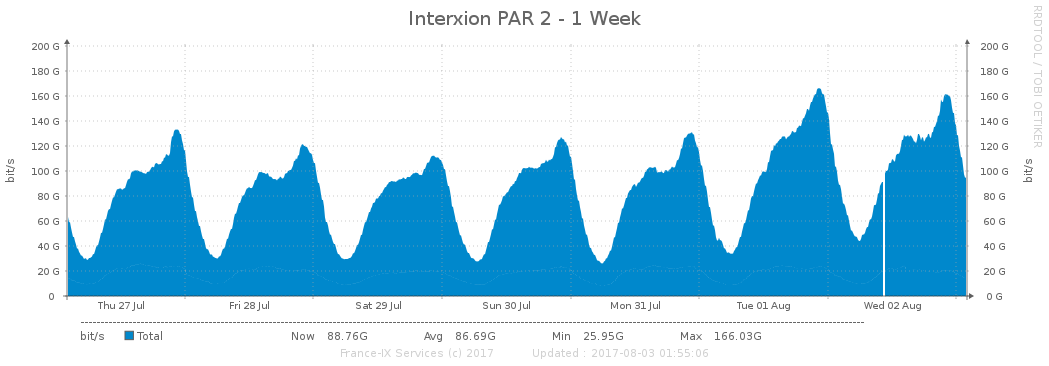 Interxion PAR 2 - 1 Week
RRDTOOL / TOBI OETIKER
200 G 200 G
180 G 180 G
160 G 160 G
140 G 140 G
120 G 120 G
100 G 100 G
80 G 80 G
60 G 60 G
40 G 40 G
20 G 20 G
0 0 G
bit/s
bit/s
Thu 27 Jul Fri 28 Jul Sat 29 Jul Sun 30 Jul Mon 31 Jul Tue 01 Aug Wed 02 Aug
bit/s Total Now 88.76G Avg 86.69G Min 25.95G Max 166.03G
France-IX Services (c) 2017 Updated : 2017-08-03 01:55:06